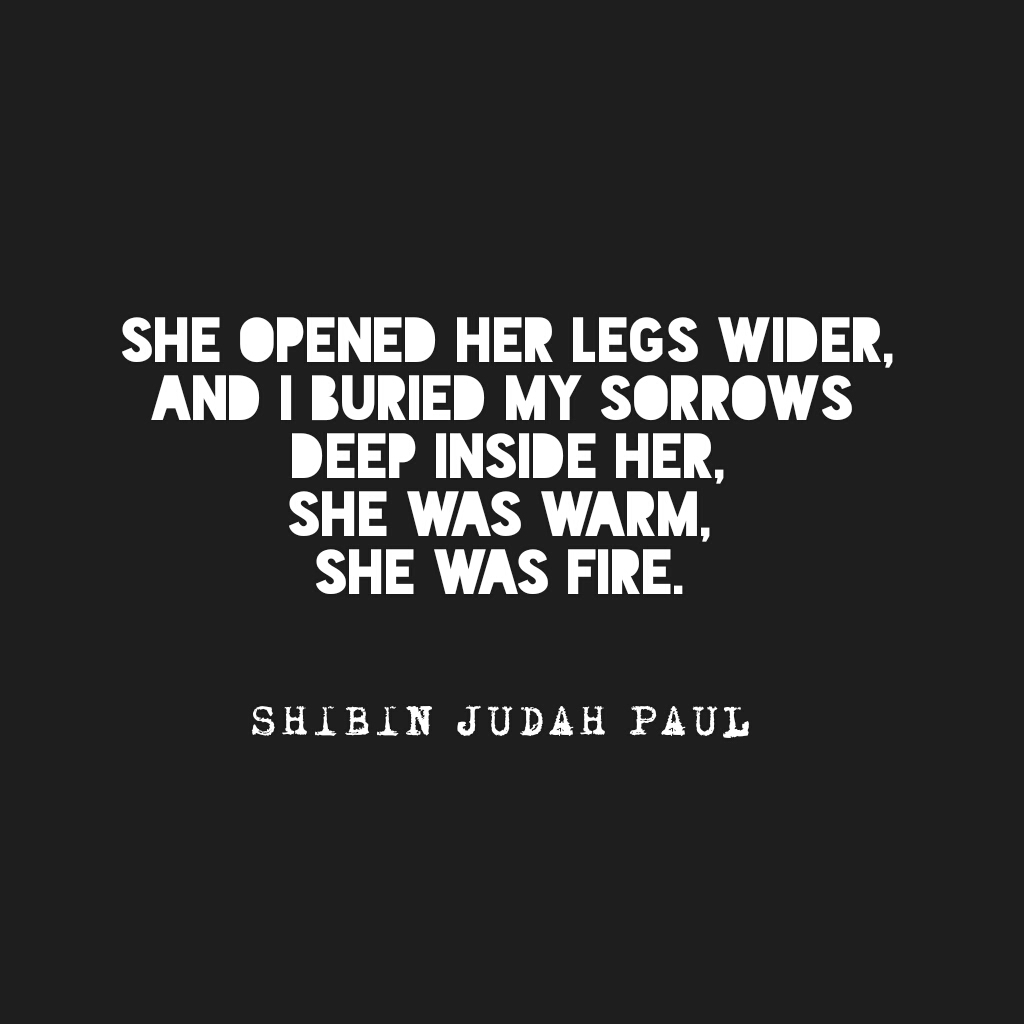 SHE OPENED HER LEGS WIDER,
AND I BURIED MY SORROWS
DEEP INSIDE HER,
SHE WAS WARM,
SHE WAS FIRE.
SHIBIN JUDAH PAUL